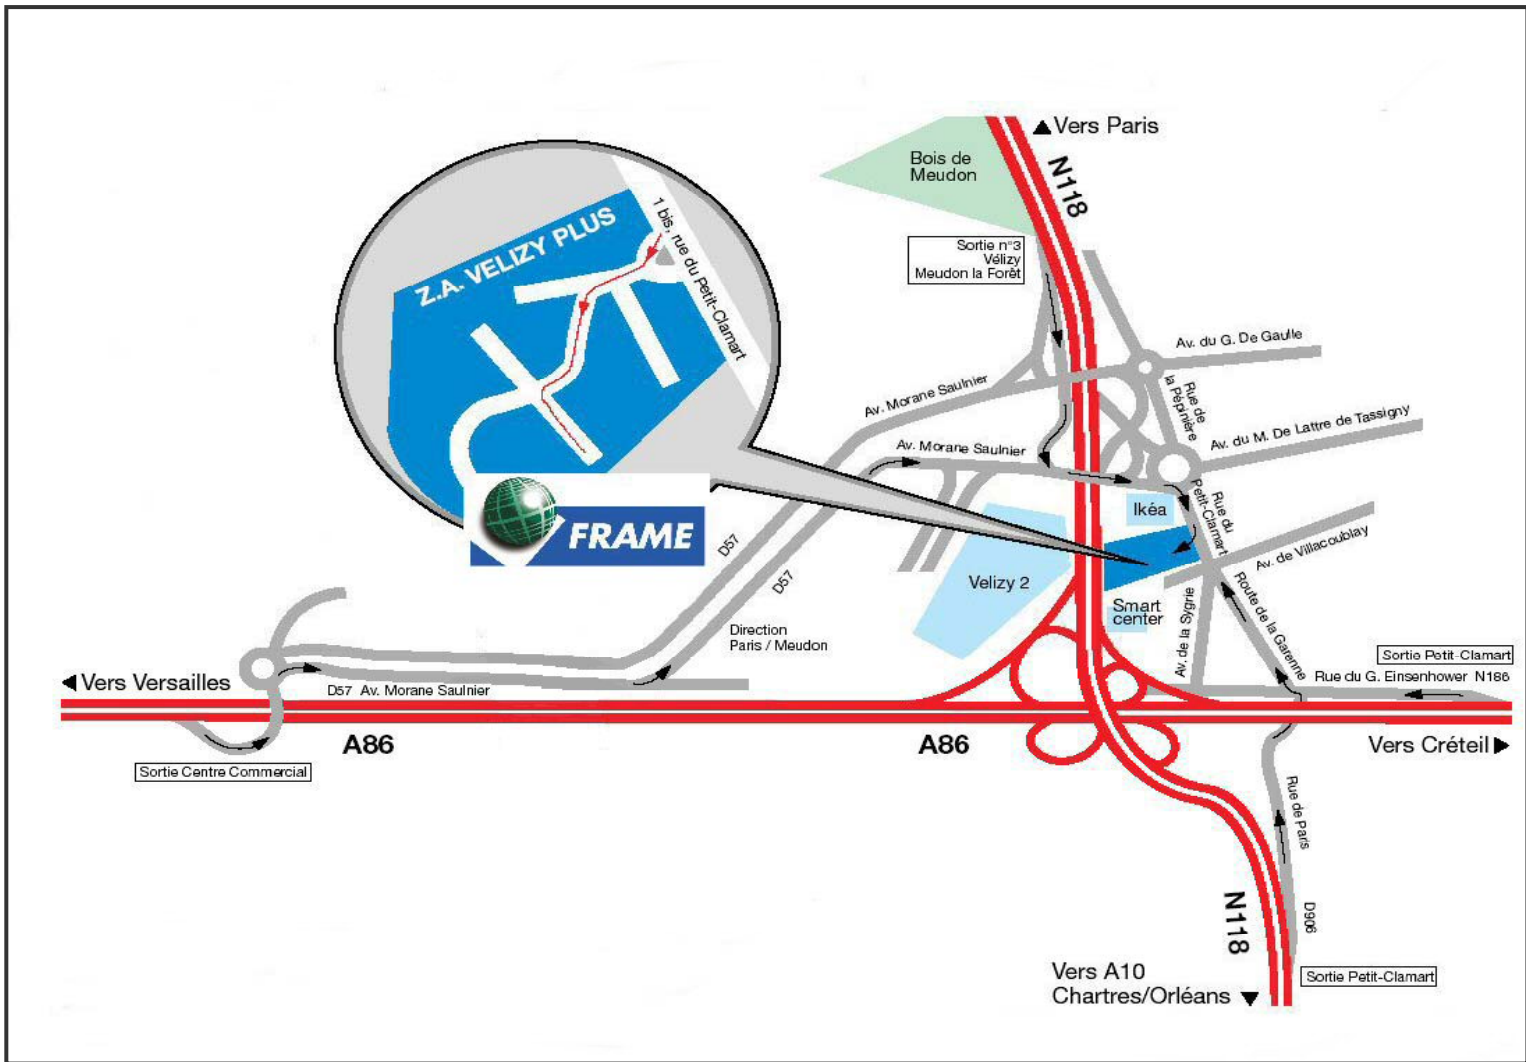 Vers Paris
N118
Bois de
Meudon
Sortie n°3
Vélizy
Meudon la Forêt
Z.A. VELIZY PLUS
1 bis, rue du Petit-Clamart
Av. du G. De Gaulle
Av. Morane Saulnier
Rue de
la Pépinière
Av. du M. De Lattre de Tassigny
Av. Morane Saulnier
Rue du
Petit-Clamart
Ikéa
FRAME
D57
D57
Av. de Villacoublay
Velizy 2
Smart
center
Route de la Garenne
Av. de la Sygrie
Direction
Paris / Meudon
Sortie Petit-Clamart
Rue du G. Einsenhower N186
Vers Versailles
D57 Av. Morane Saulnier
A86
A86
Vers Créteil
Sortie Centre Commercial
Rue de Paris
N118
D906
Vers A10
Chartres/Orléans
Sortie Petit-Clamart